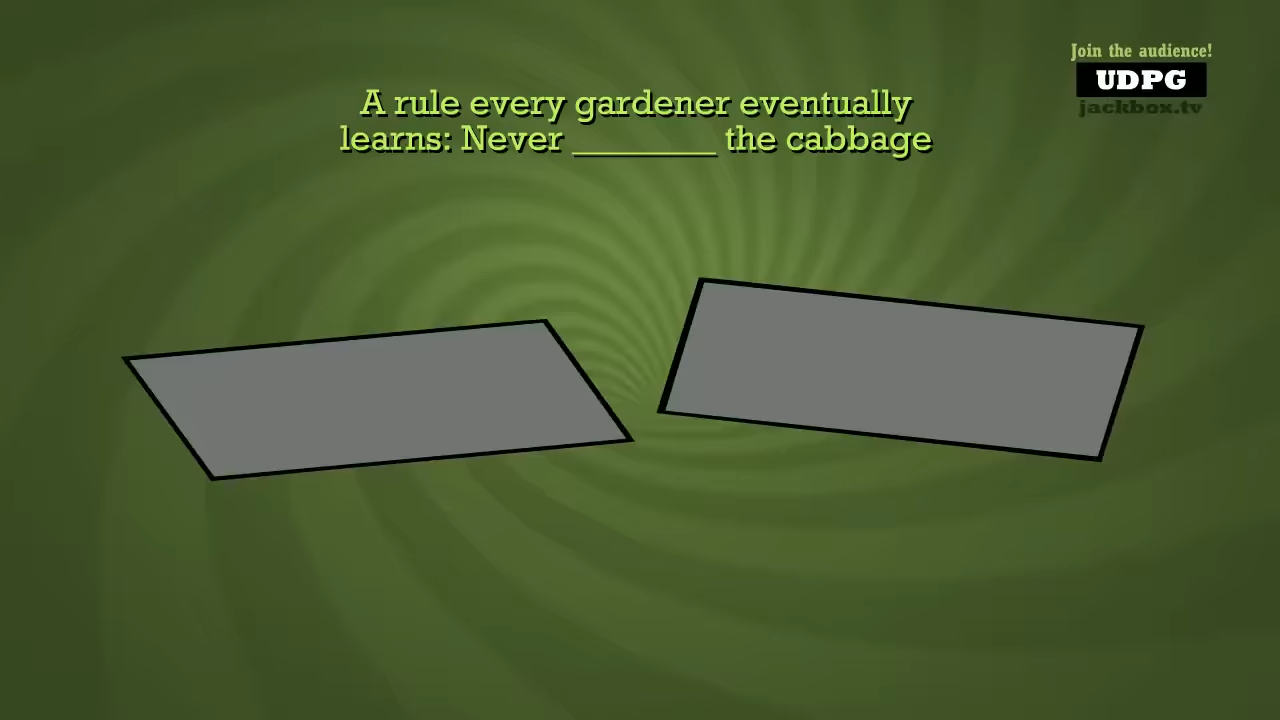 Join the audience!
UDPG
jackbox.tv
A rule every gardener eventually
learns: Never ________ the cabbage